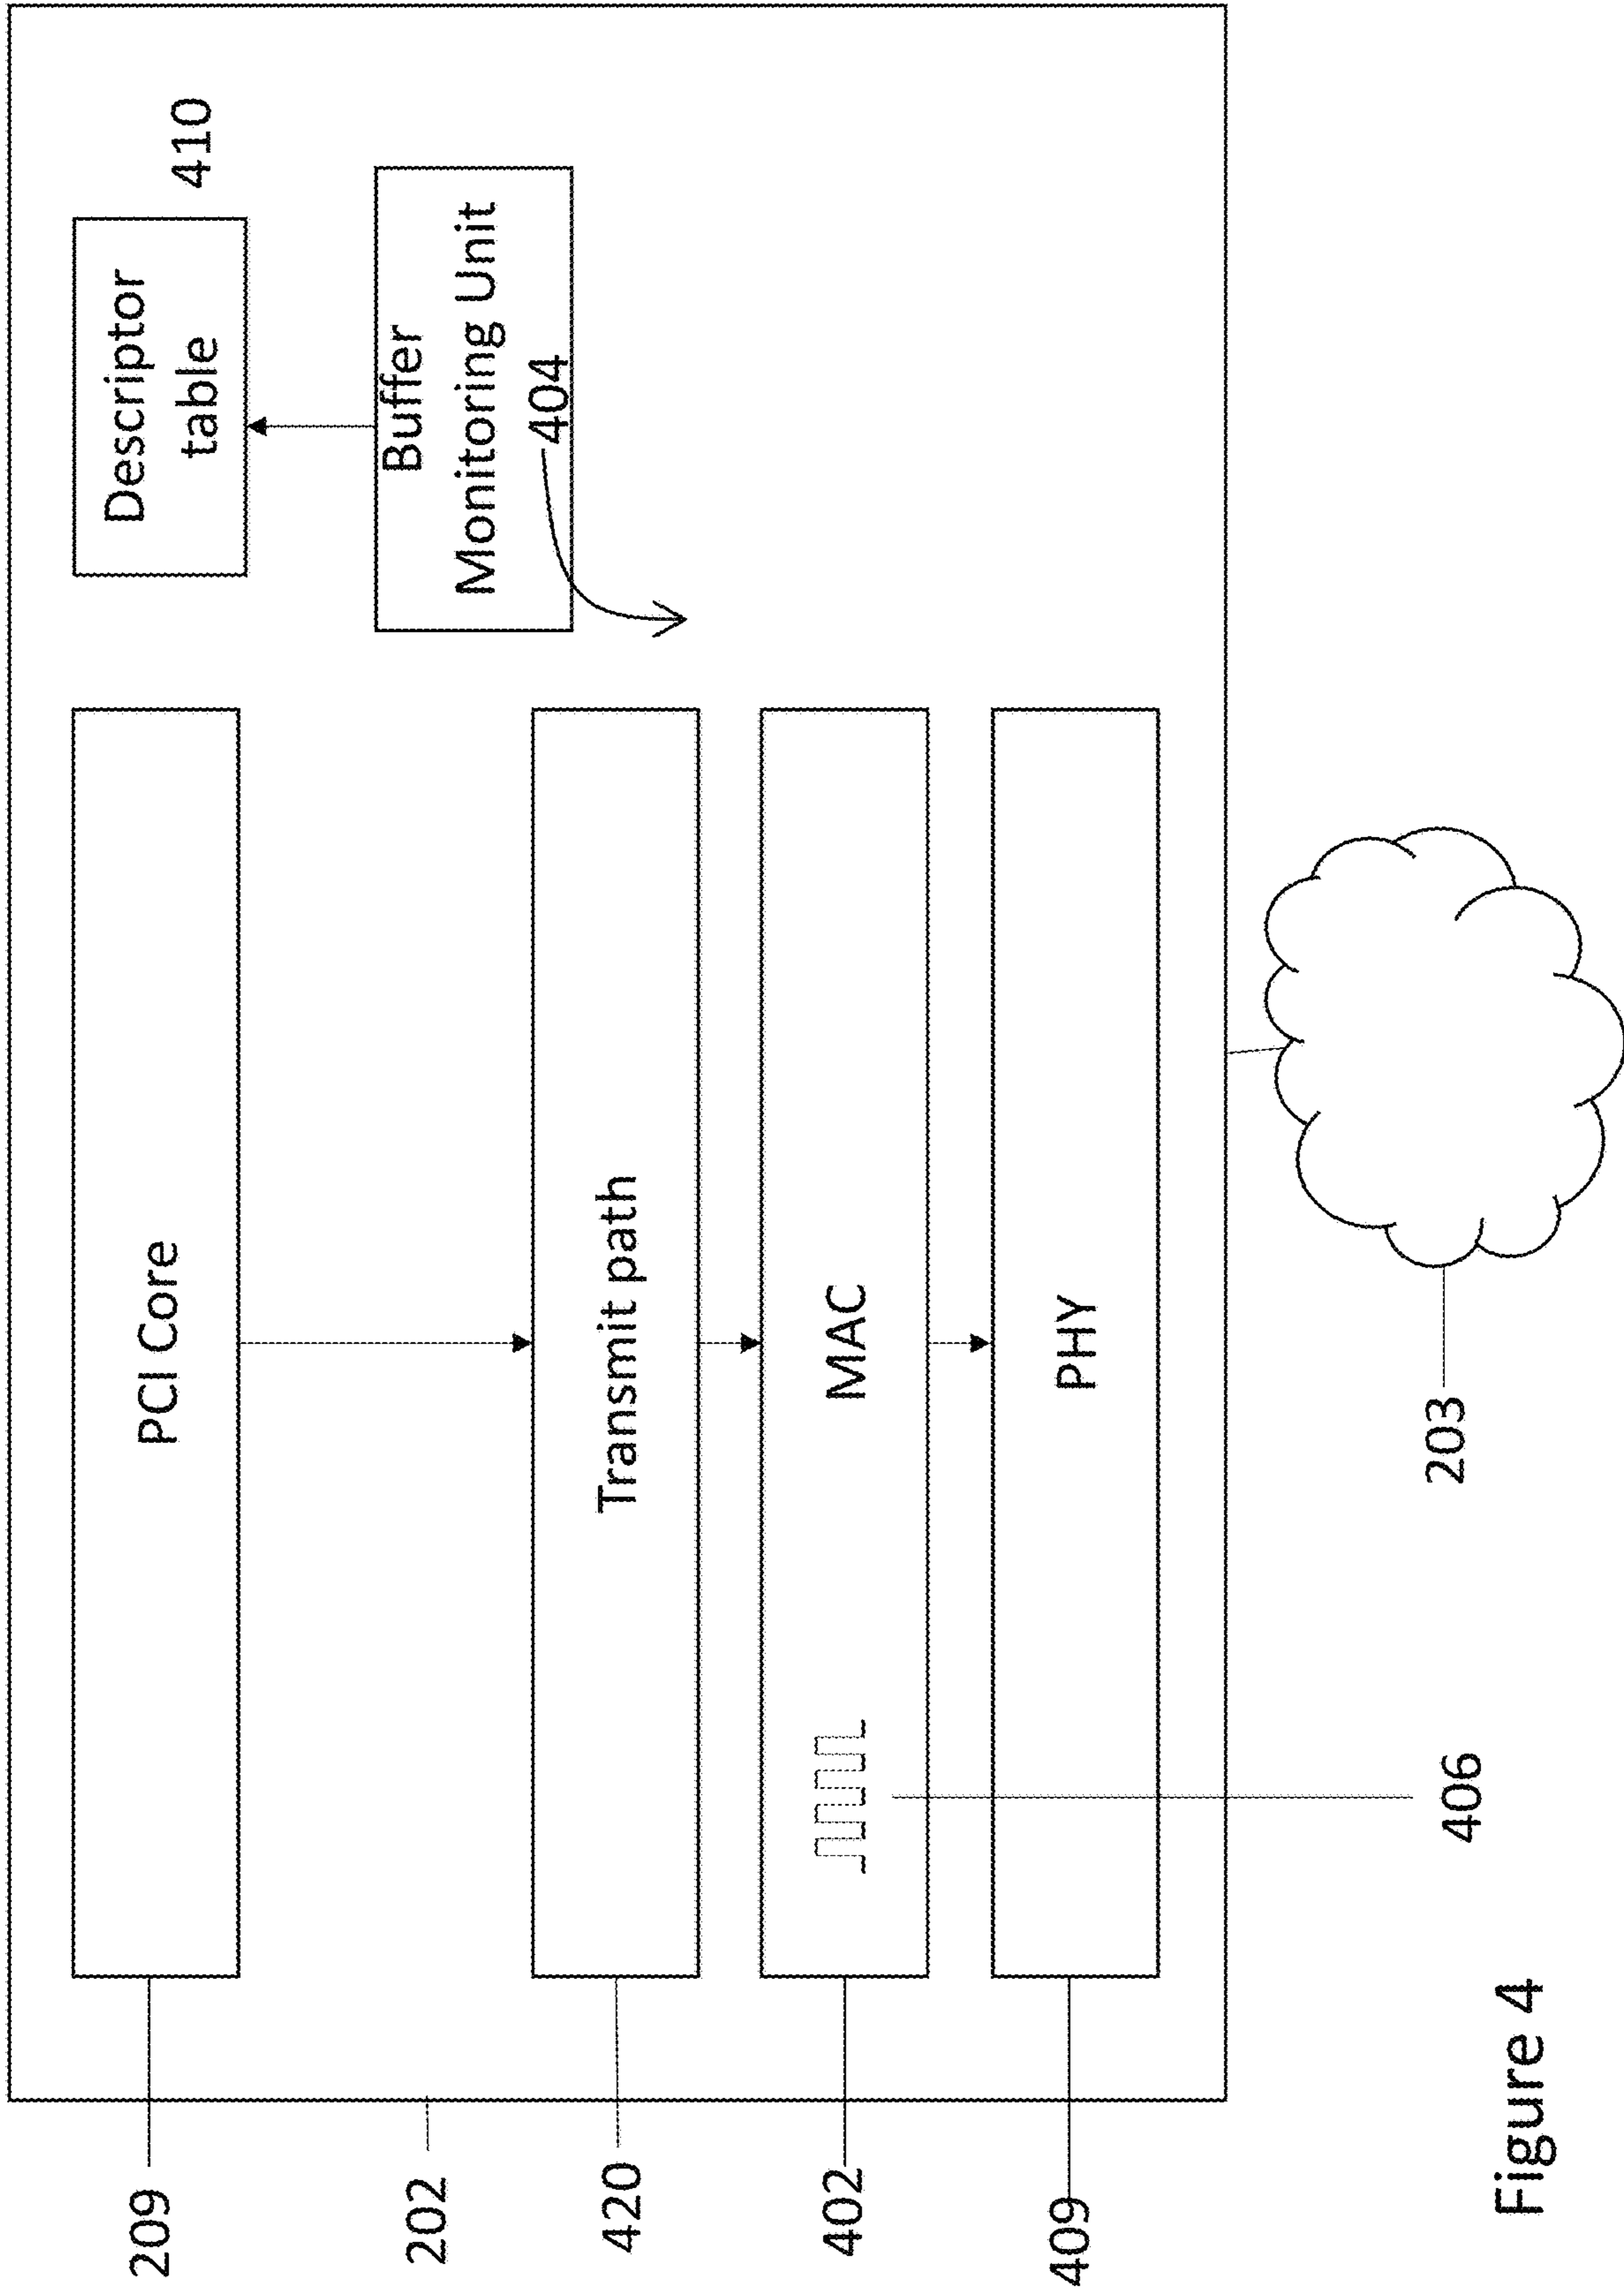 209
PCI Core
Descriptor
table
410
202
Buffer
Monitoring Unit
404
420
Transmit path
402
MAC
409
PHY
203
406
Figure 4